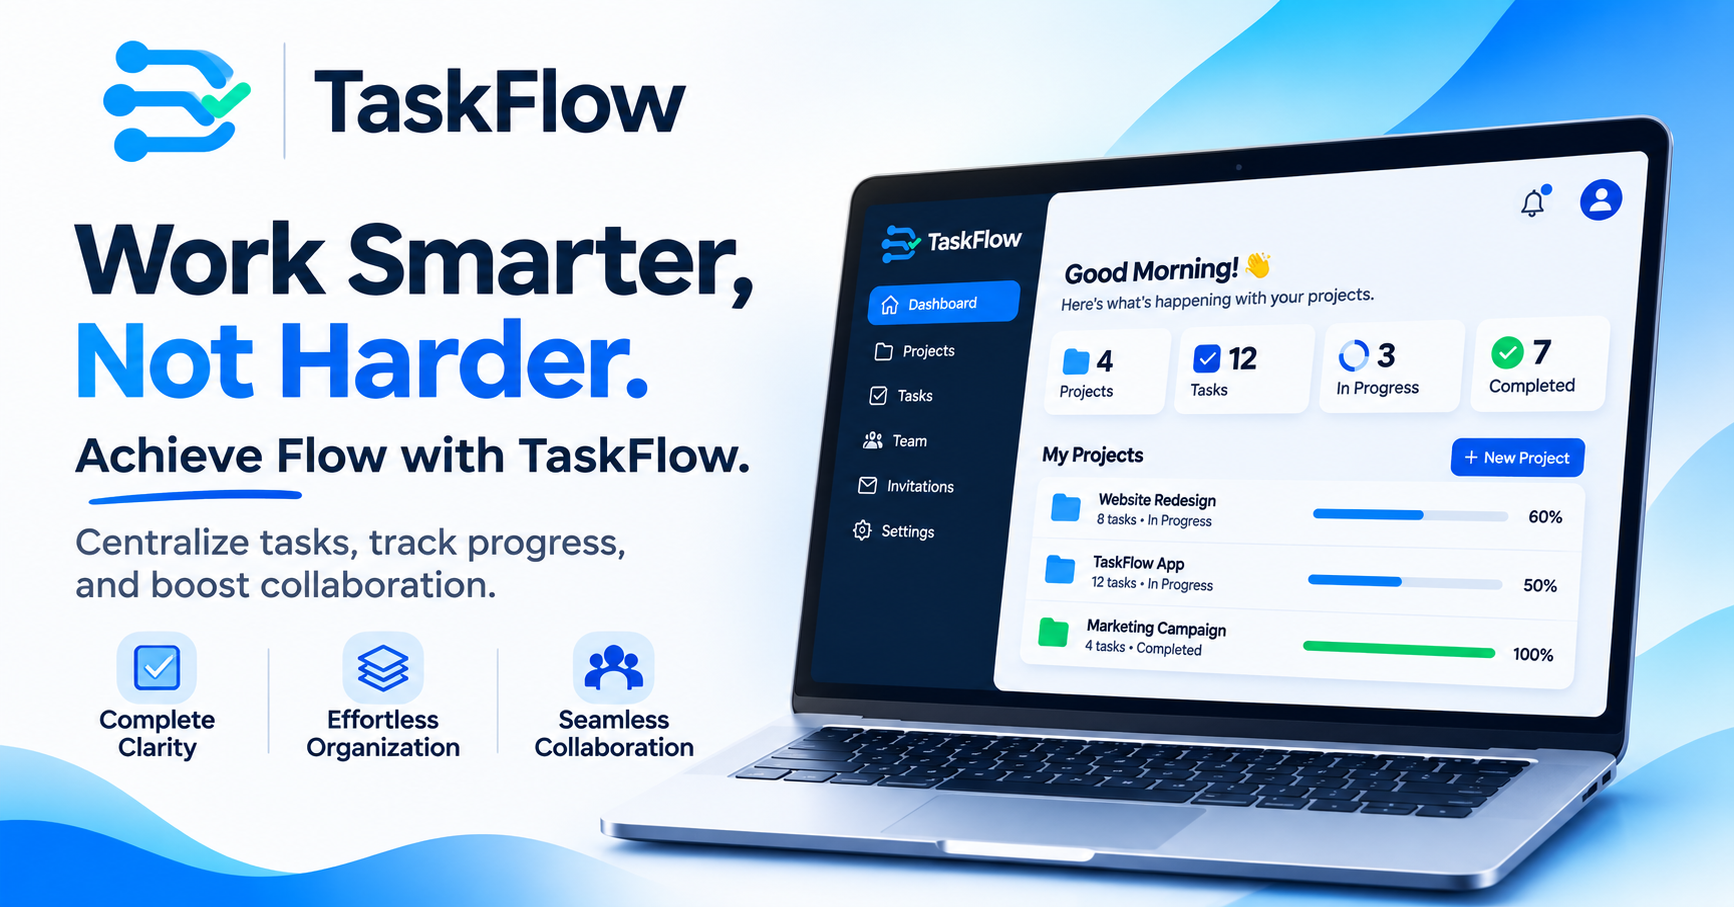 TaskFlow
Work Smarter,
Not Harder.
Achieve Flow with TaskFlow.
Centralize tasks, track progress,
and boost collaboration.
Complete
Clarity
Effortless
Organization
Seamless
Collaboration
TaskFlow
Dashboard
Projects
Tasks
Team
Invitations
Settings
Good Morning! 👋
Here's what's happening with your projects.
4
Projects
12
Tasks
3
In Progress
7
Completed
My Projects
+ New Project
Website Redesign
8 tasks • In Progress
60%
TaskFlow App
12 tasks • In Progress
50%
Marketing Campaign
4 tasks • Completed
100%